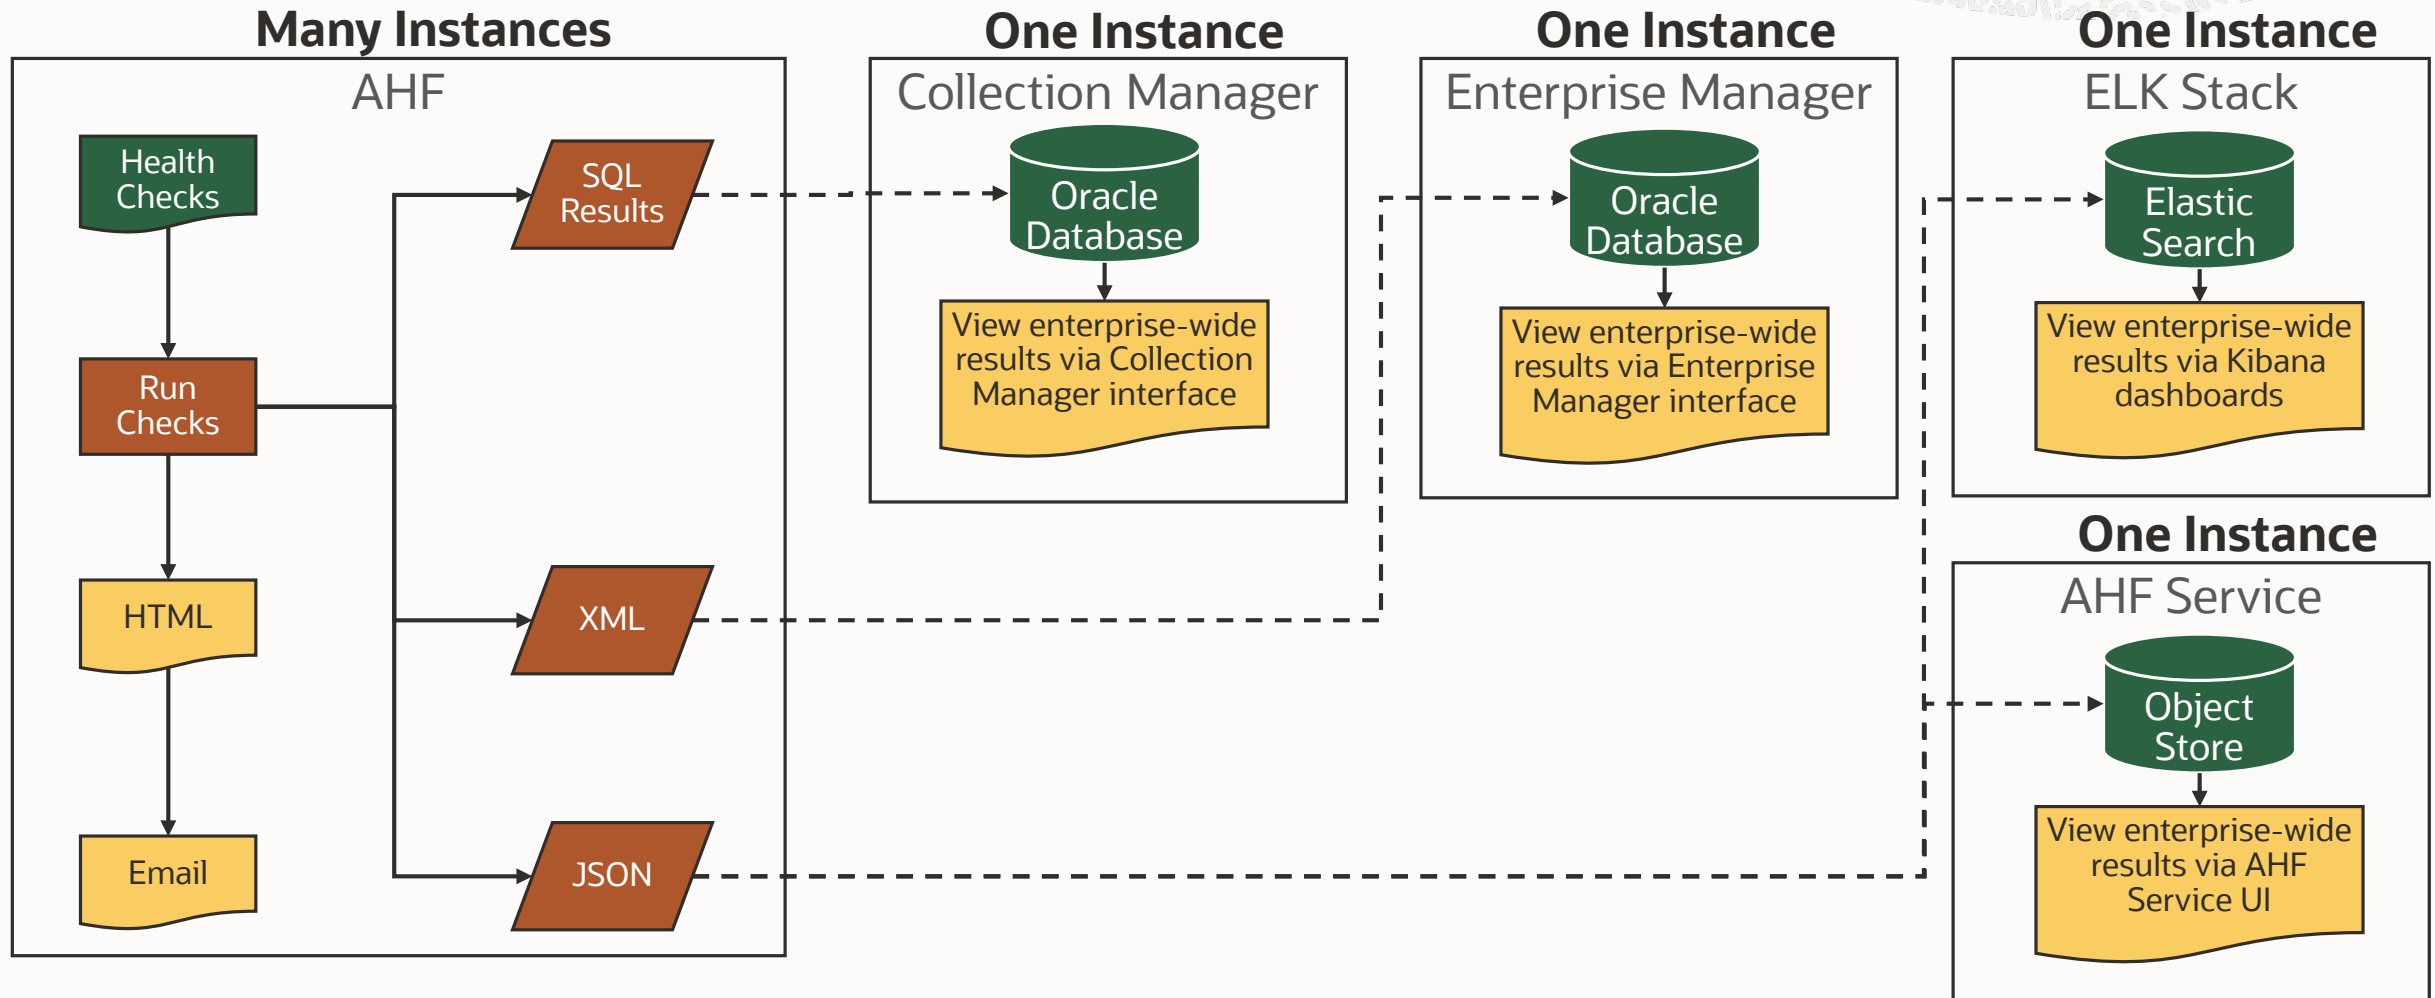 Many Instances
AHF
Health
Checks
Run
Checks
HTML
Email
SQL
Results
XML
JSON
One Instance
Collection Manager
Oracle
Database
View enterprise-wide
results via Collection
Manager interface
One Instance
Enterprise Manager
Oracle
Database
View enterprise-wide
results via Enterprise
Manager interface
One Instance
ELK Stack
Elastic
Search
View enterprise-wide
results via Kibana
dashboards
One Instance
AHF Service
Object
Store
View enterprise-wide
results via AHF
Service UI